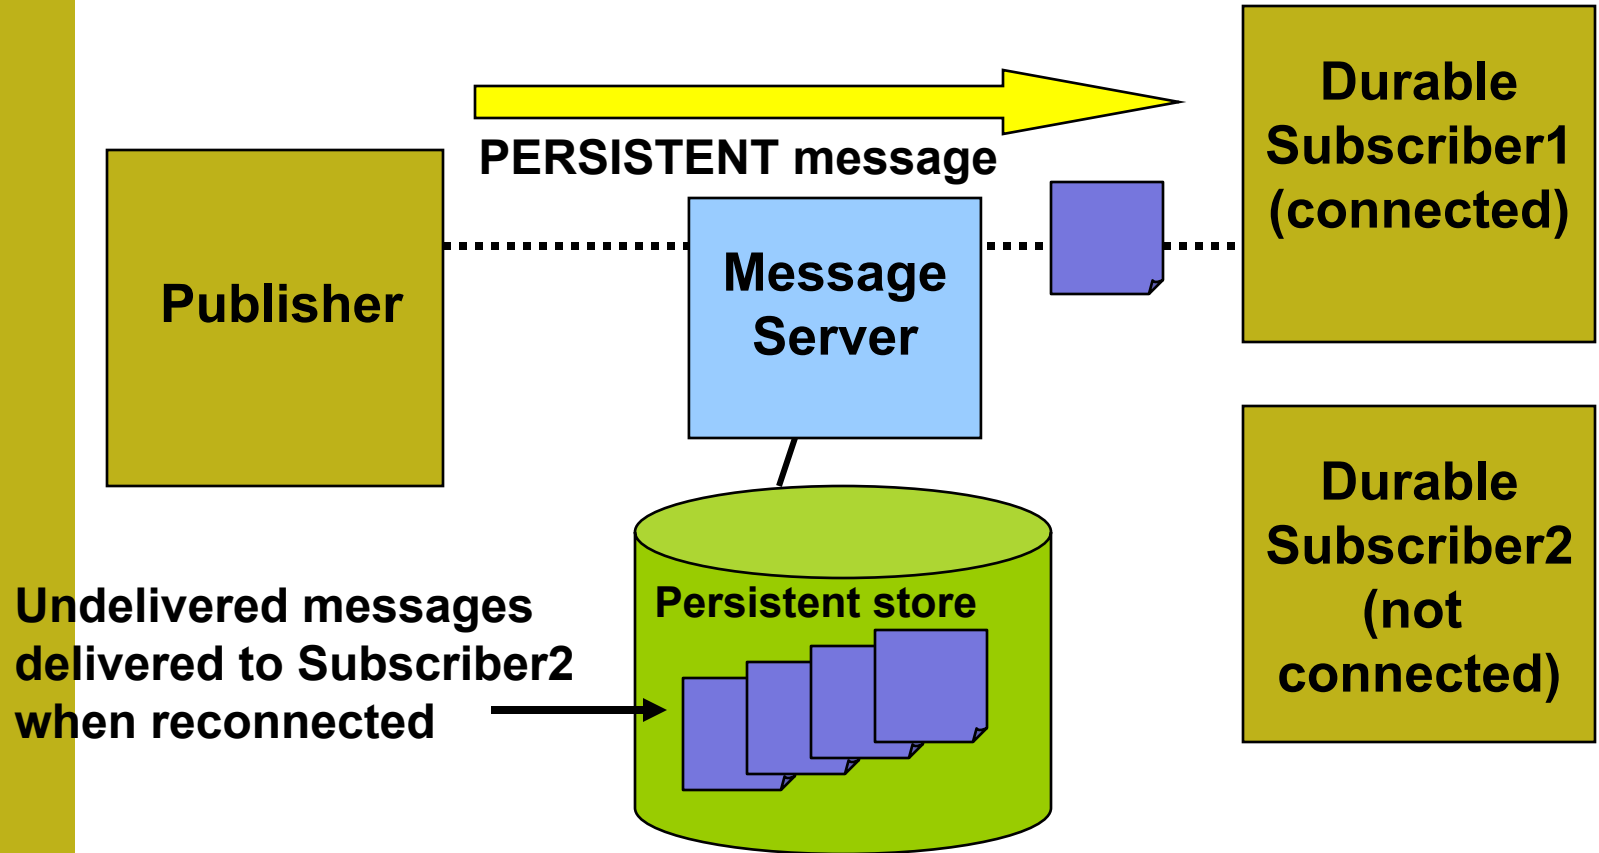 PERSISTENT message
Publisher
Message
Server
Durable
Subscriber1
(connected)
Durable
Subscriber2
(not
connected)
Persistent store
Undelivered messages
delivered to Subscriber2
when reconnected